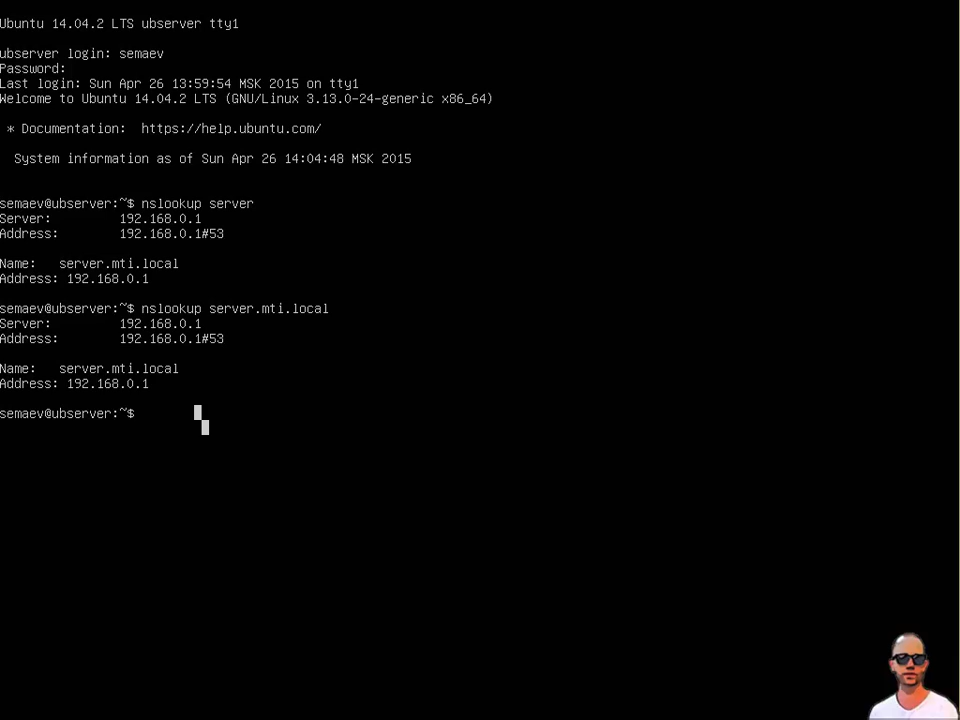 Ubuntu 14.04.2 LTS ubserver tty1
ubserver login: semaev
Password:
Last login: Sun Apr 26 13:59:54 MSK 2015 on tty1
Welcome to Ubuntu 14.04.2 LTS (GNU/Linux 3.13.0-24-generic x86_64)
* Documentation:  https://help.ubuntu.com/
System information as of Sun Apr 26 14:04:48 MSK 2015
semaev@ubserver:~$ nslookup server
Server:         192.168.0.1
Address:        192.168.0.1#53
Name:   server.mti.local
Address: 192.168.0.1
semaev@ubserver:~$ nslookup server.mti.local
Server:         192.168.0.1
Address:        192.168.0.1#53
Name:   server.mti.local
Address: 192.168.0.1
semaev@ubserver:~$